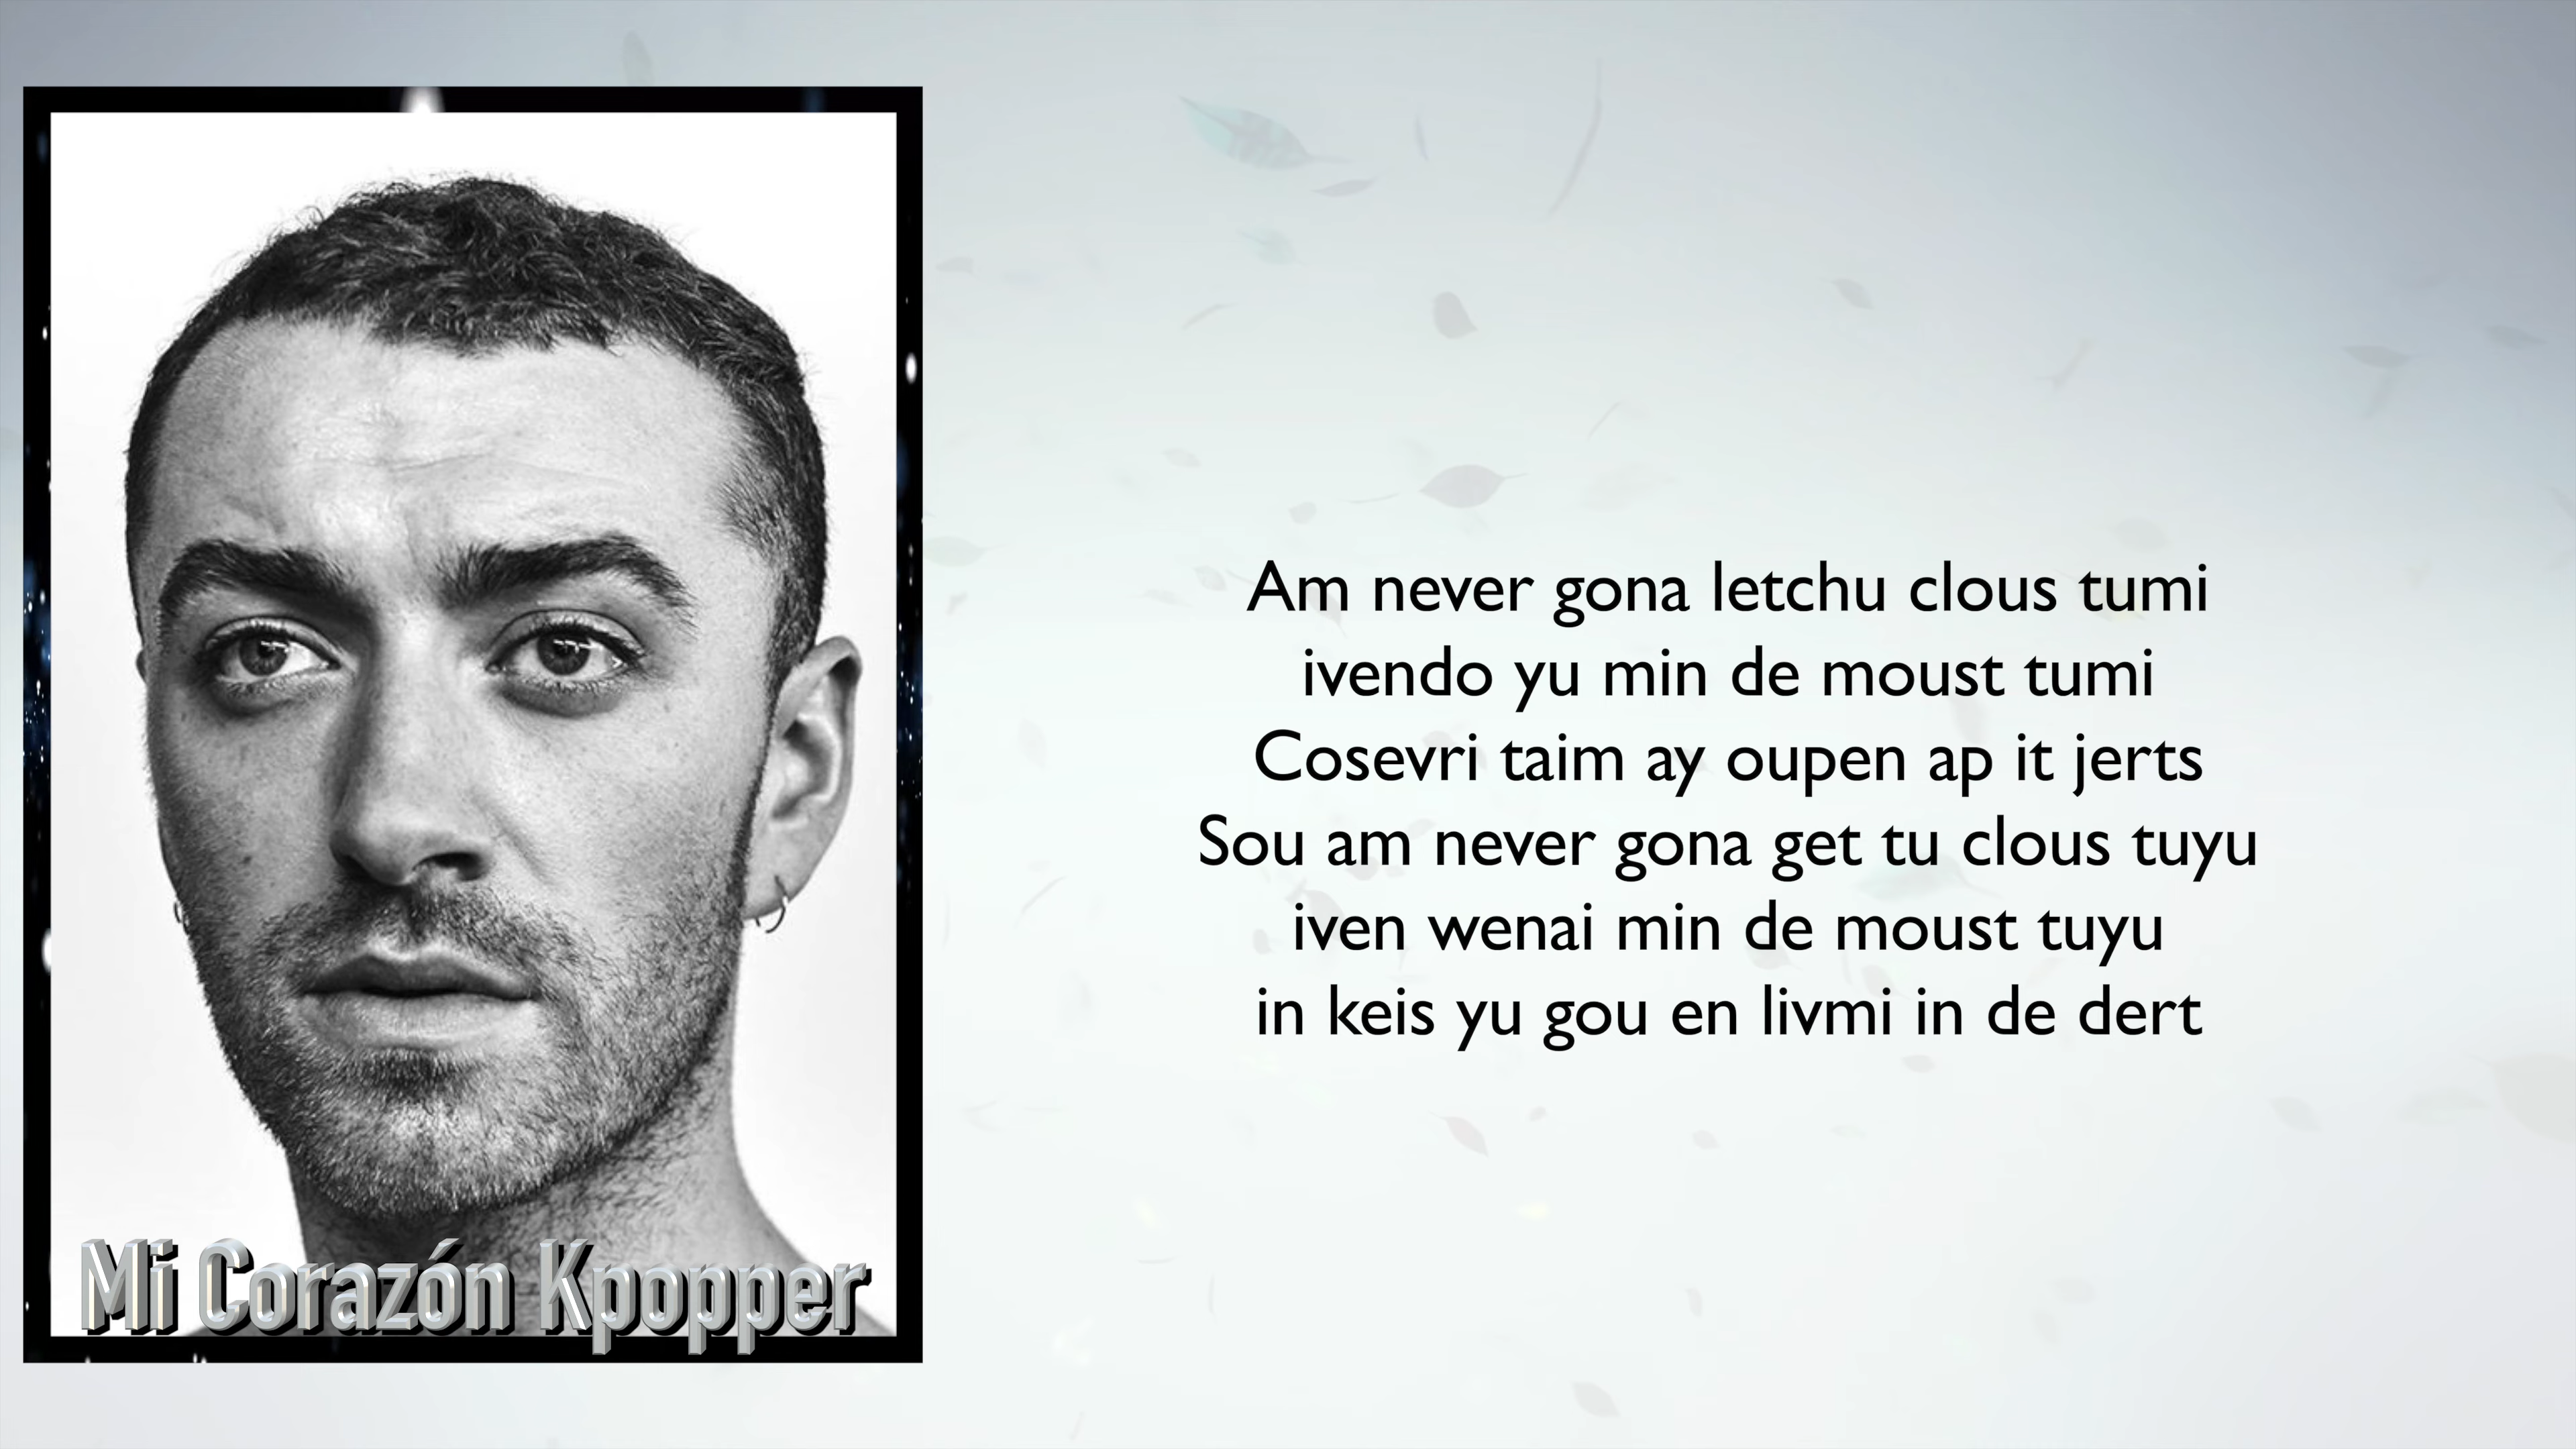 Am never gona letchu clous tumi
ivendo yu min de moust tumi
Cosevri taim ay oupen ap it jerts
Sou am never gona get tu clous tuyu
iven wenai min de moust tuyu
in keis yu gou en livmi in de dert
Mi Corazón Kpopper